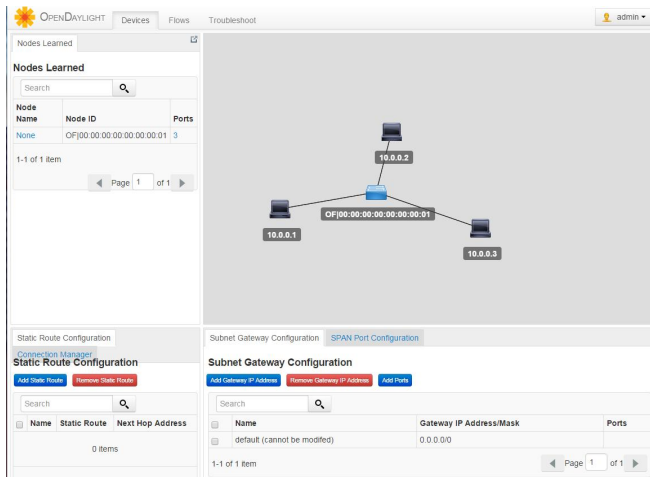 OPENDAYLIGHT Devices Flows Troubleshoot admin
Nodes Learned
Nodes Learned
Search
Node Name Node ID Ports
None OF|00:00:00:00:00:00:00:01 3
1-1 of 1 item
Page 1 of 1
10.0.0.2
OF|00:00:00:00:00:00:00:01
10.0.0.1
10.0.0.3
Static Route Configuration
Connection Manager
Static Route Configuration
Add Static Route Remove Static Route
Search
Name Static Route Next Hop Address
0 items
Subnet Gateway Configuration SPAN Port Configuration
Subnet Gateway Configuration
Add Gateway IP Address Remove Gateway IP Address Add Ports
Search
Name Gateway IP Address/Mask Ports
default (cannot be modifed) 0.0.0.0/0
1-1 of 1 item Page 1 of 1